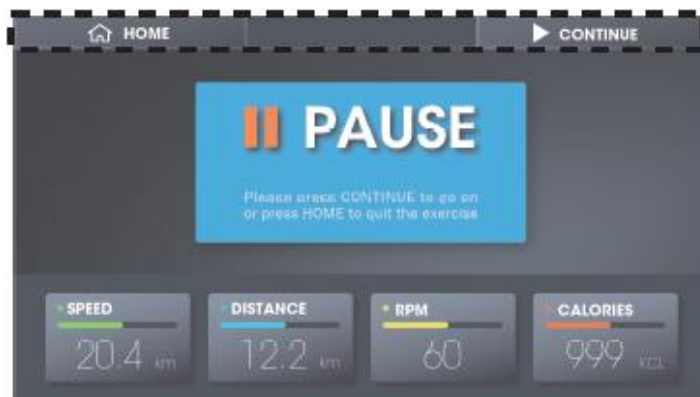 HOME
CONTINUE
PAUSE
Please press CONTINUE to go on
or press HOME to quit the exercise
SPEED
DISTANCE
RPM
CALORIES
20.4 km
12.2 km
60
999 KCL